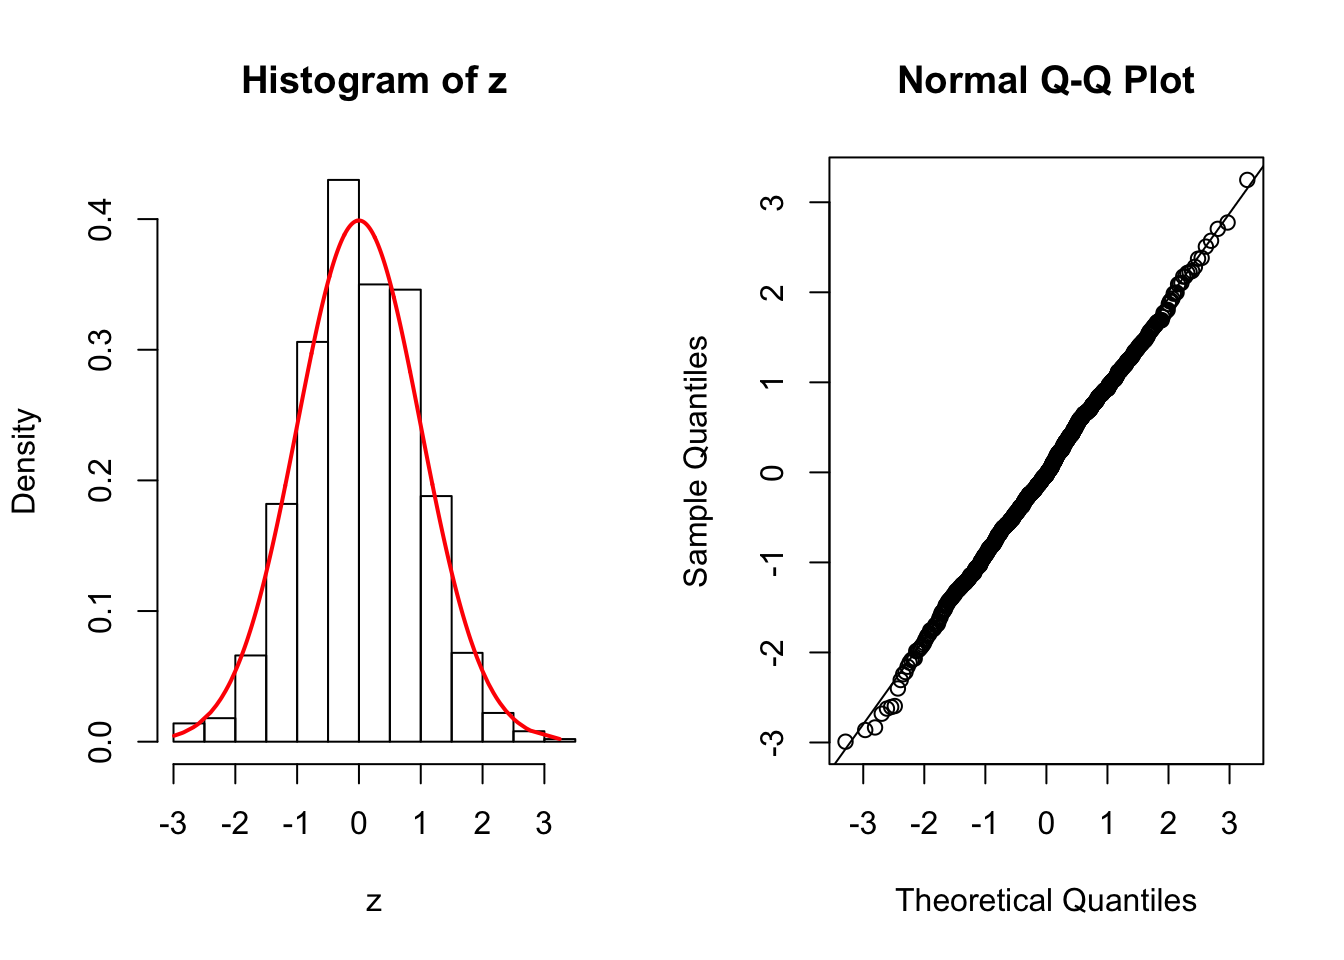 Histogram of z
Density
0.4
0.3
0.2
0.1
0.0
-3 -2 -1 0 1 2 3
z
Normal Q-Q Plot
Sample Quantiles
3
2
1
0
-1
-2
-3
-3 -2 -1 0 1 2 3
Theoretical Quantiles